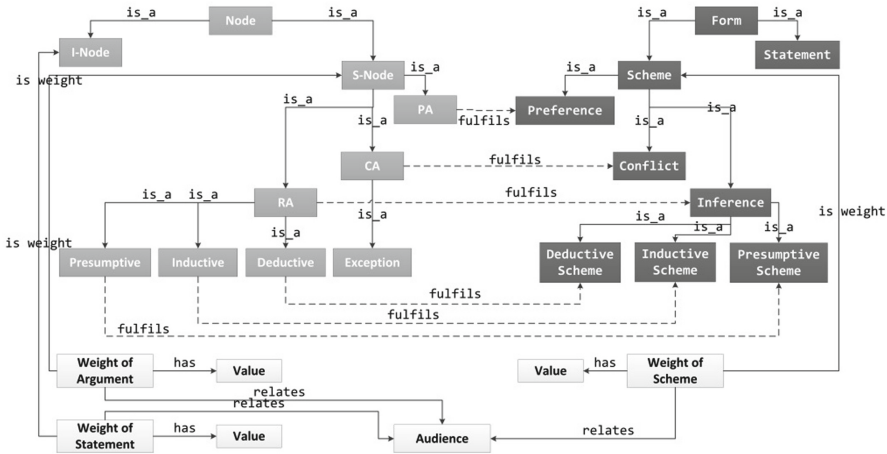 is_a Node is_a
Form
is_a is_a
I-Node
Statement
is weight
S-Node is_a
is_a Scheme
is_a PA
fulfils
Preference
is_a
is_a
is_a
is_a
CA
fulfils
Conflict
is_a is_a
RA
fulfils
Inference
is_a
is_a
is_a
is_a
is_a
is weight
is weight
Presumptive
Inductive
Deductive
Exception
Deductive
Scheme
Inductive
Scheme
Presumptive
Scheme
fulfils
fulfils
fulfils
Weight of
Argument
has
Value
Value
has
Weight of
Scheme
relates
relates
Weight of
Statement
has
Value
Audience
relates